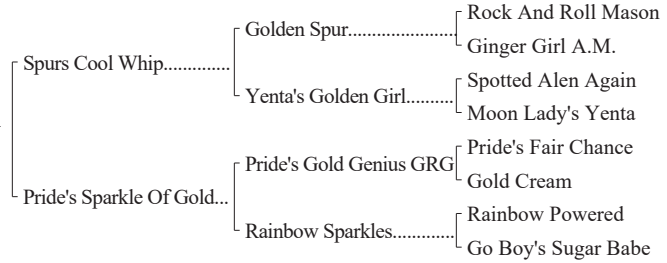 Rock And Roll Mason
Golden Spur........................
Ginger Girl A.M.
Spurs Cool Whip..............
Spotted Alen Again
Yenta's Golden Girl..........
Moon Lady's Yenta
Pride's Fair Chance
Pride's Gold Genius GRG
Gold Cream
Pride's Sparkle Of Gold...
Rainbow Powered
Rainbow Sparkles.............
Go Boy's Sugar Babe